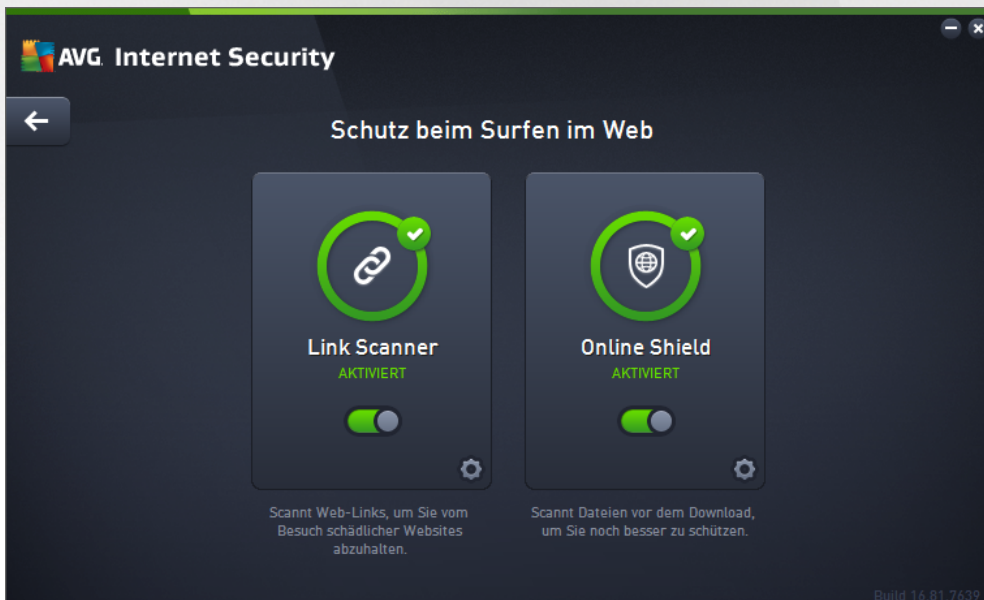 AVG Internet Security
Schutz beim Surfen im Web
Link Scanner
AKTIVIERT
Scannt Web-Links, um Sie vom
Besuch schädlicher Websites
abzuhalten.
Online Shield
AKTIVIERT
Scannt Dateien vor dem Download,
um Sie noch besser zu schützen.
Build 16.81.7639